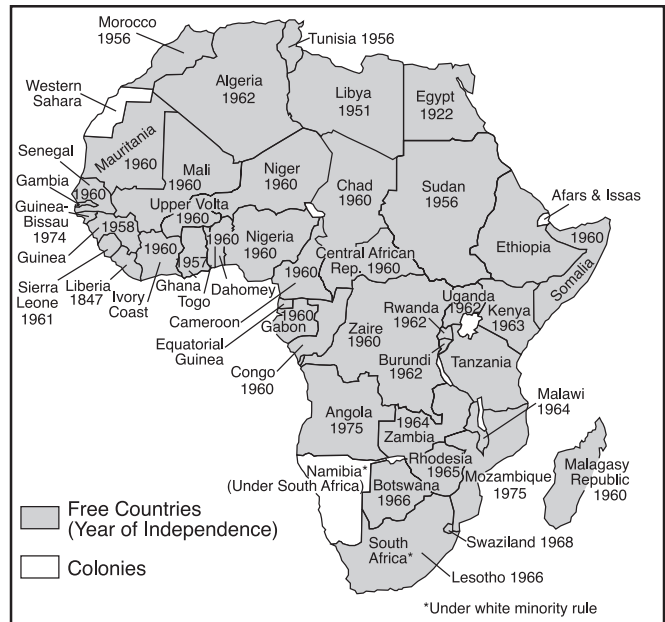 Morocco
1956
Tunisia 1956
Western
Sahara
Algeria
1962
Libya
1951
Egypt
1922
Mauritania
1960
Senegal
1960
Gambia
Guinea-
Bissau
1974
Guinea
1958
Sierra
Leone
1961
Liberia
1847
Ivory
Coast
1960
Mali
1960
Upper Volta
1960
Ghana
1957
Togo
1960
Dahomey
Niger
1960
Nigeria
1960
Chad
1960
Sudan
1956
Afars & Issas
Ethiopia
1960
Somalia
Central African
Rep. 1960
Cameroon
1960
Equatorial
Guinea
1960
Gabon
Congo
1960
Zaire
1960
Rwanda
1962
Burundi
1962
Uganda
1962
Kenya
1963
Tanzania
Malawi
1964
Angola
1975
1964
Zambia
Rhodesia
1965
Mozambique
1975
Malagasy
Republic
1960
Namibia*
(Under South Africa)
Botswana
1966
South
Africa*
Swaziland 1968
Lesotho 1966
Free Countries
(Year of Independence)
Colonies
*Under white minority rule